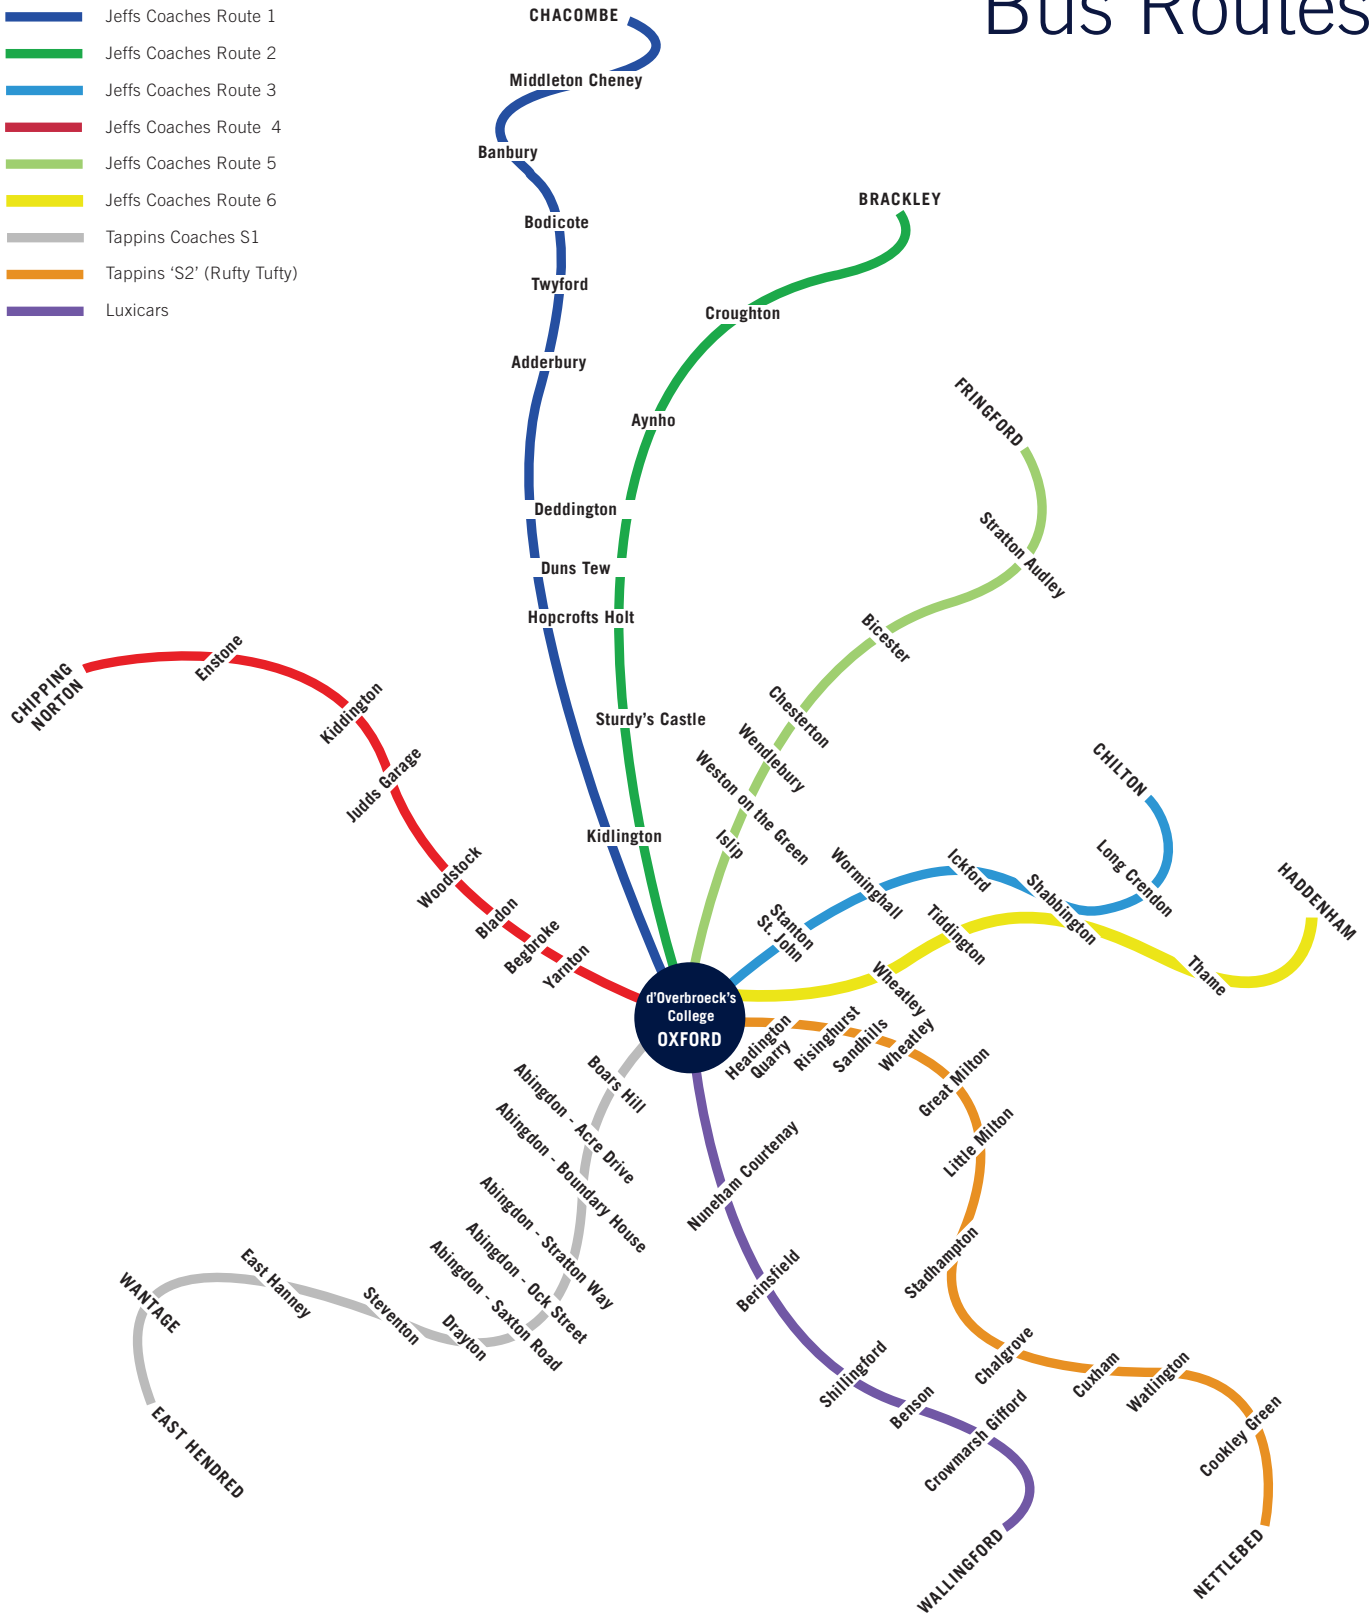 Bus Routes
Jeffs Coaches Route 1
Jeffs Coaches Route 2
Jeffs Coaches Route 3
Jeffs Coaches Route  4
Jeffs Coaches Route 5
Jeffs Coaches Route 6
Tappins Coaches S1
Tappins ‘S2’ (Rufty Tufty)
Luxicars
CHACOMBE
Middleton Cheney
Banbury
Bodicote
Twyford
Adderbury
Deddington
Duns Tew
Hopcrofts Holt
Kidlington
BRACKLEY
Croughton
Aynho
Sturdy’s Castle
FRINGFORD
Stratton Audley
Bicester
Chesterton
Wendlebury
Weston on the Green
Islip
CHILTON
Long Crendon
Shabbington
Ickford
Worminghall
Stanton
St. John
HADDENHAM
Thame
Tiddington
Wheatley
CHIPPING
NORTON
Enstone
Kiddington
Judds Garage
Woodstock
Bladon
Begbroke
Yarnton
d’Overbroeck’s
College
OXFORD
Headington
Quarry
Risinghurst
Sandhills
Wheatley
Great Milton
Little Milton
Stadhampton
Chalgrove
Cuxham
Watlington
Cookley Green
NETTLEBED
Nuneham Courtenay
Berinsfield
Shillingford
Benson
Crowmarsh Gifford
WALLINGFORD
Boars Hill
Abingdon - Acre Drive
Abingdon - Boundary House
Abingdon - Stratton Way
Abingdon - Ock Street
Abingdon - Saxton Road
Drayton
Steventon
East Hanney
WANTAGE
EAST HENDRED